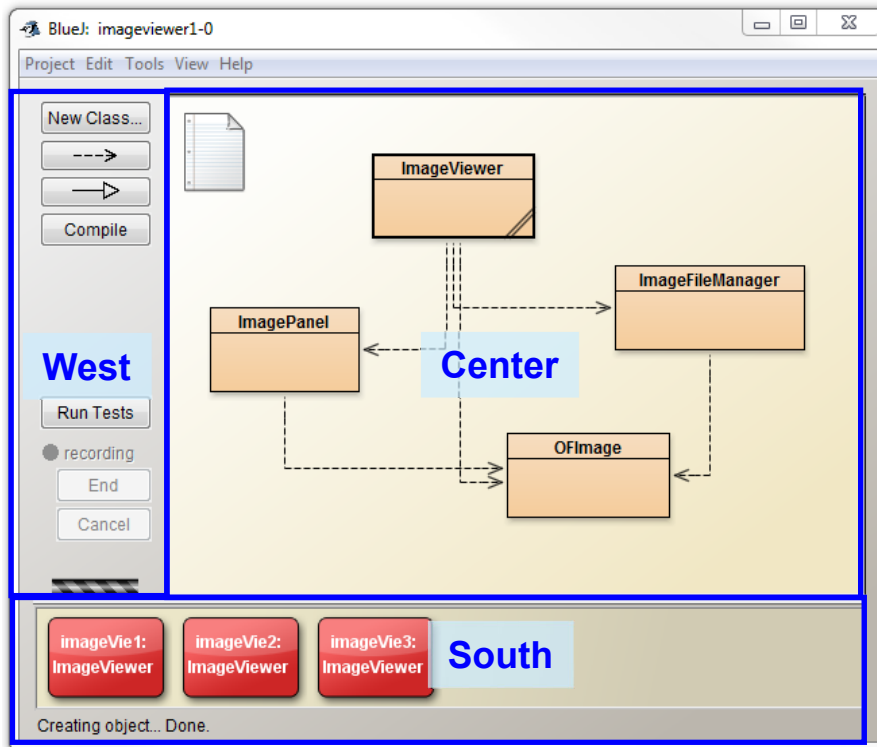 BlueJ: imageviewer1-0
Project Edit Tools View Help
New Class...
Compile
West
Run Tests
recording
End
Cancel
ImageViewer
ImageFileManager
ImagePanel
Center
OFImage
imageVie1:
ImageViewer
imageVie2:
ImageViewer
imageVie3:
ImageViewer
South
Creating object... Done.